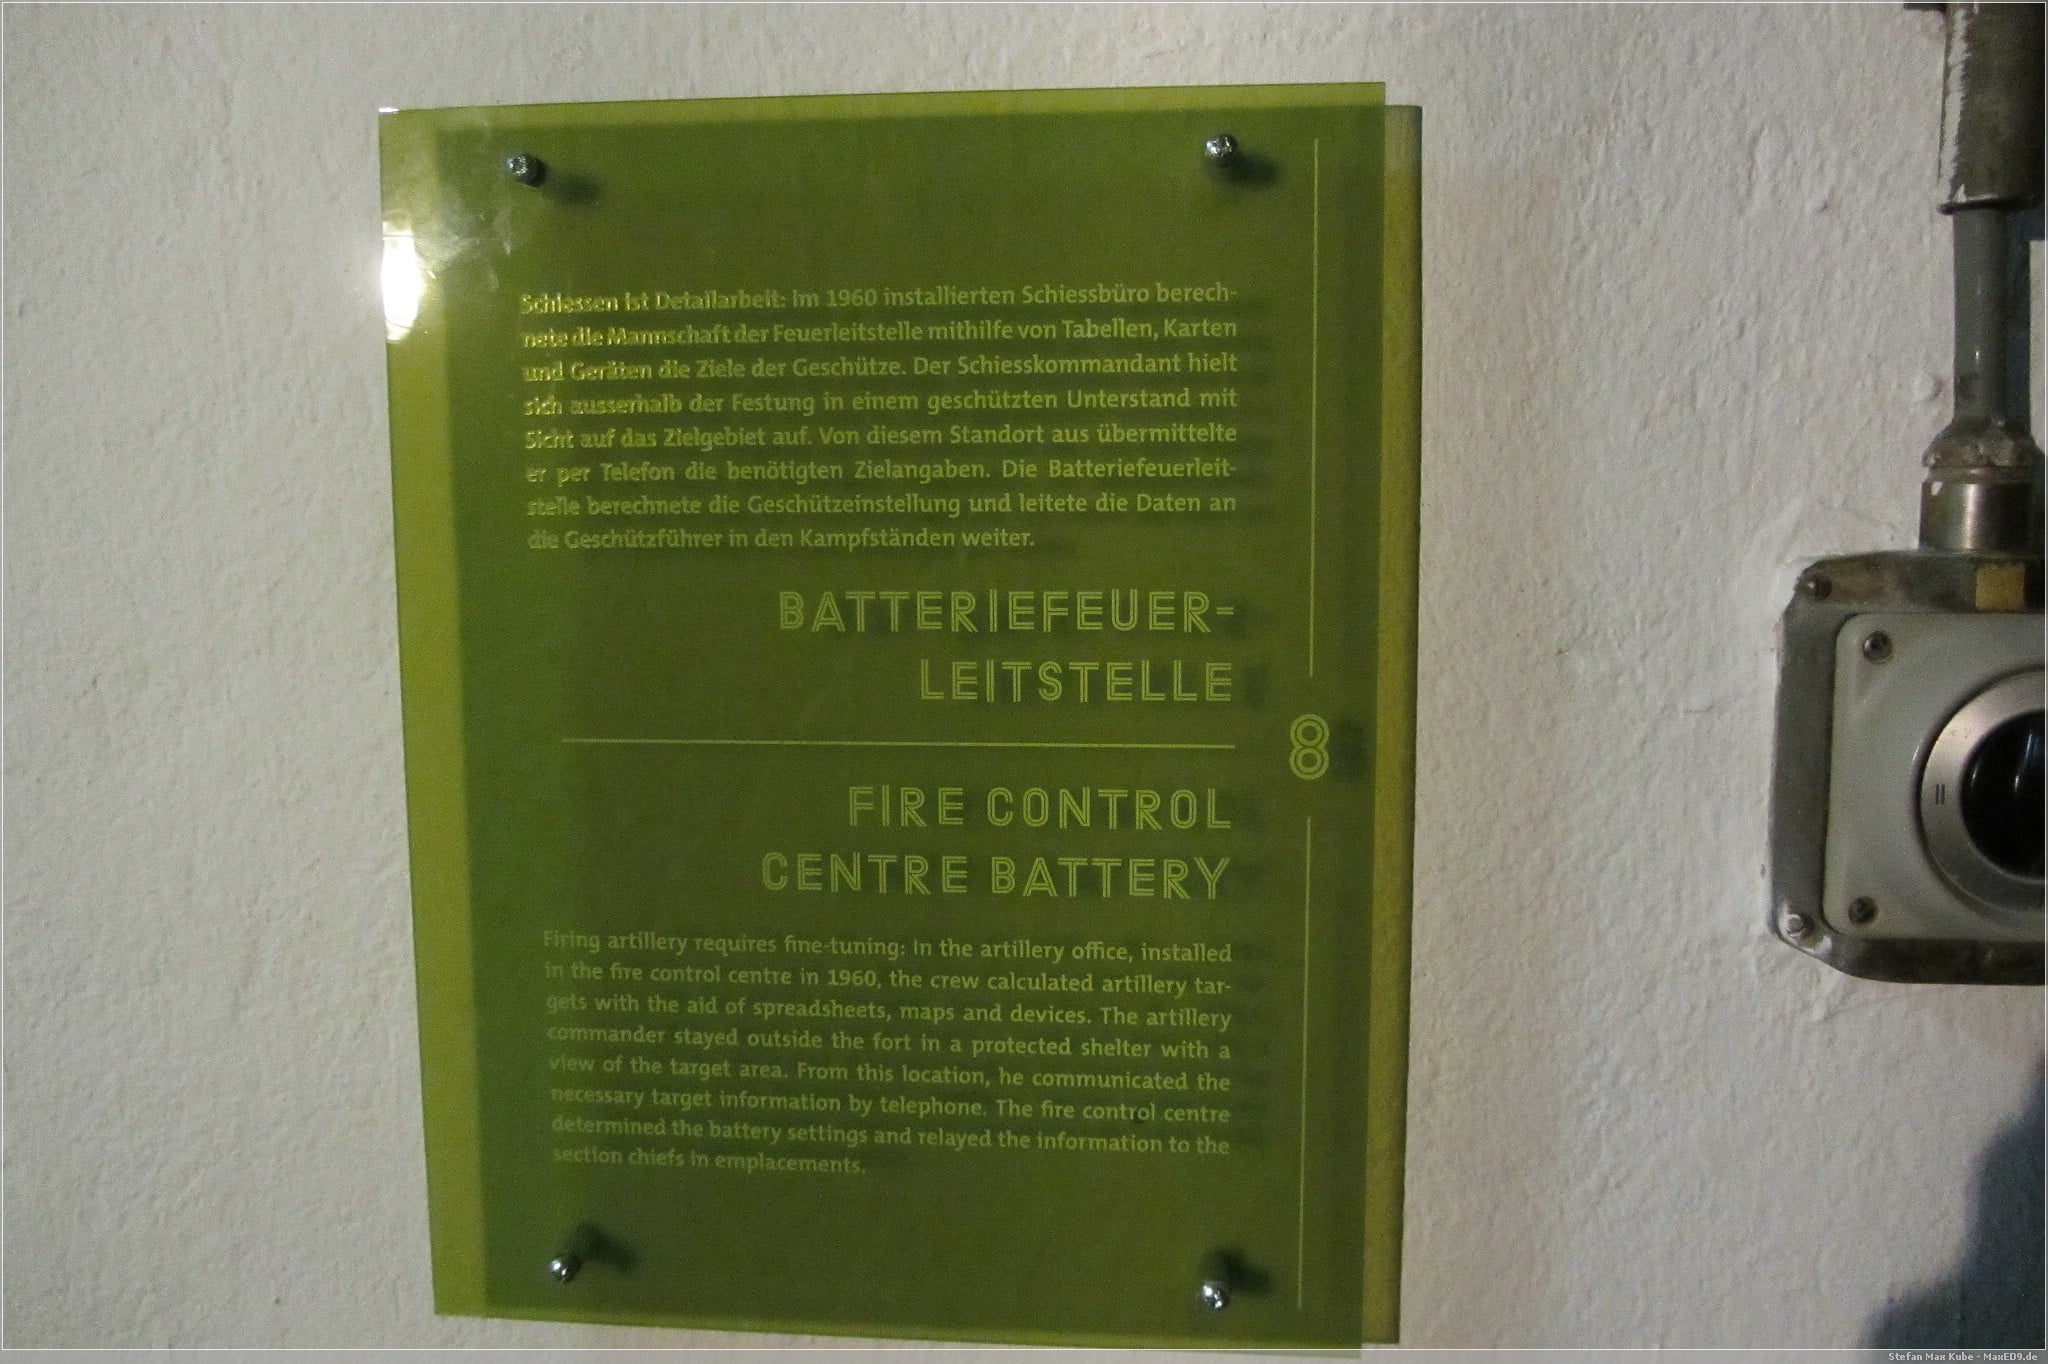 Schiessen ist Detailarbeit: Im 1960 installierten Schiessbüro berech-
nete die Mannschaft der Feuerleitstelle mithilfe von Tabellen, Karten
und Geräten die Ziele der Geschütze. Der Schiesskommandant hielt
sich ausserhalb der Festung in einem geschützten Unterstand mit
Sicht auf das Zielgebiet auf. Von diesem Standort aus übermittelte
er per Telefon die benötigten Zielangaben. Die Batteriefeuerleit-
stelle berechnete die Geschützeinstellung und leitete die Daten an
die Geschützführer in den Kampfständen weiter.
BATTERIEFEUER-
LEITSTELLE
8
FIRE CONTROL
CENTRE BATTERY
Firing artillery requires fine-tuning: In the artillery office, installed
in the fire control centre in 1960, the crew calculated artillery tar-
gets with the aid of spreadsheets, maps and devices. The artillery
commander stayed outside the fort in a protected shelter with a
view of the target area. From this location, he communicated the
necessary target information by telephone. The fire control centre
determined the battery settings and relayed the information to the
section chiefs in emplacements.
Stefan Max Kube - MaxED9.de